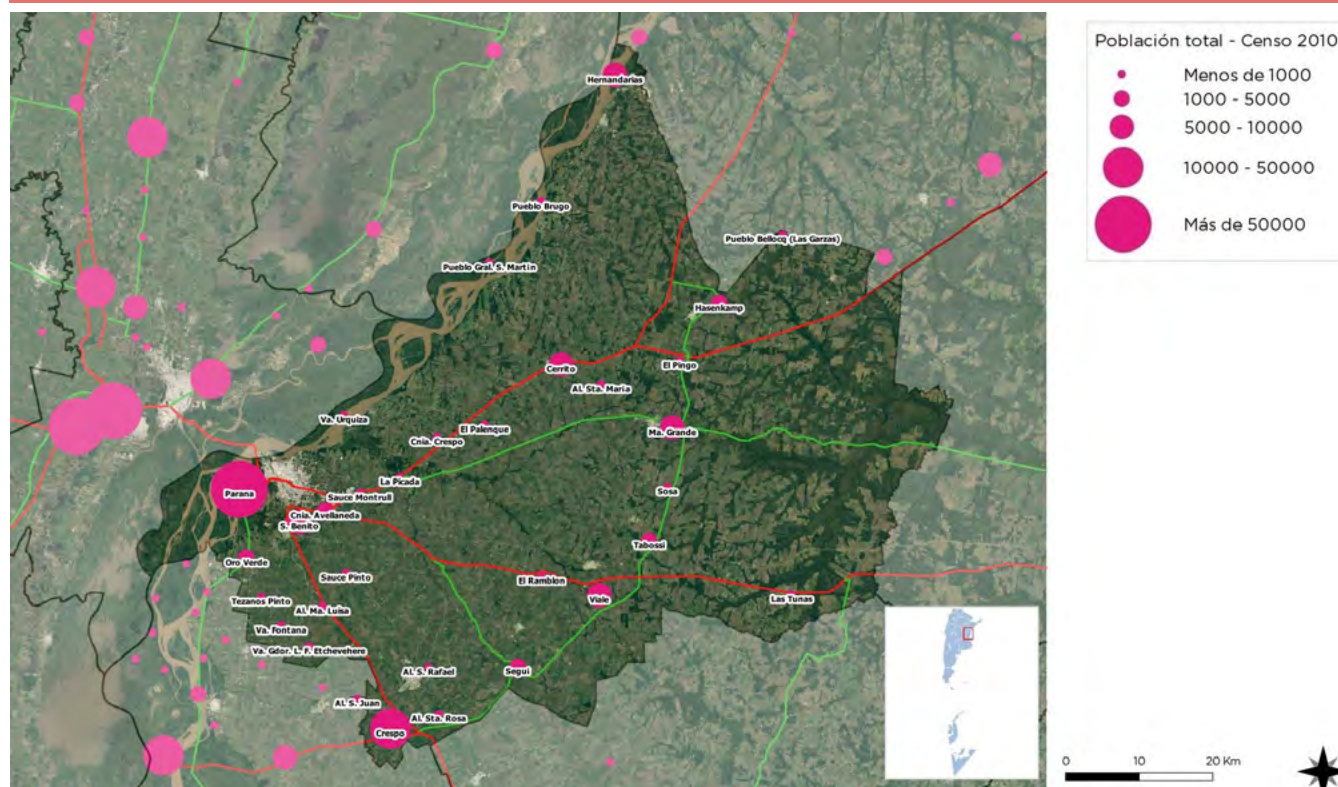 Población total - Censo 2010
Menos de 1000
1000 - 5000
5000 - 10000
10000 - 50000
Más de 50000
Hernandarias
Pueblo Brugo
Pueblo Bellocq (Las Garzas)
Pueblo Gral. S. Martin
Hasenkamp
Cerrito
El Pingo
Al. Sta. Maria
Va. Urquiza
El Palenque
Cnia. Crespo
Ma. Grande
La Picada
Parana
Sauce Montrull
Sosa
Cnia. Avellaneda
S. Benito
Tabossi
Oro Verde
Sauce Pinto
El Ramblon
Viale
Las Tunas
Tezanos Pinto
Al. Ma. Luisa
Va. Fontana
Va. Gdor. L. F. Etchevehere
Al. S. Rafael
Segui
Al. S. Juan
Al. Sta. Rosa
Crespo
0 10 20 Km